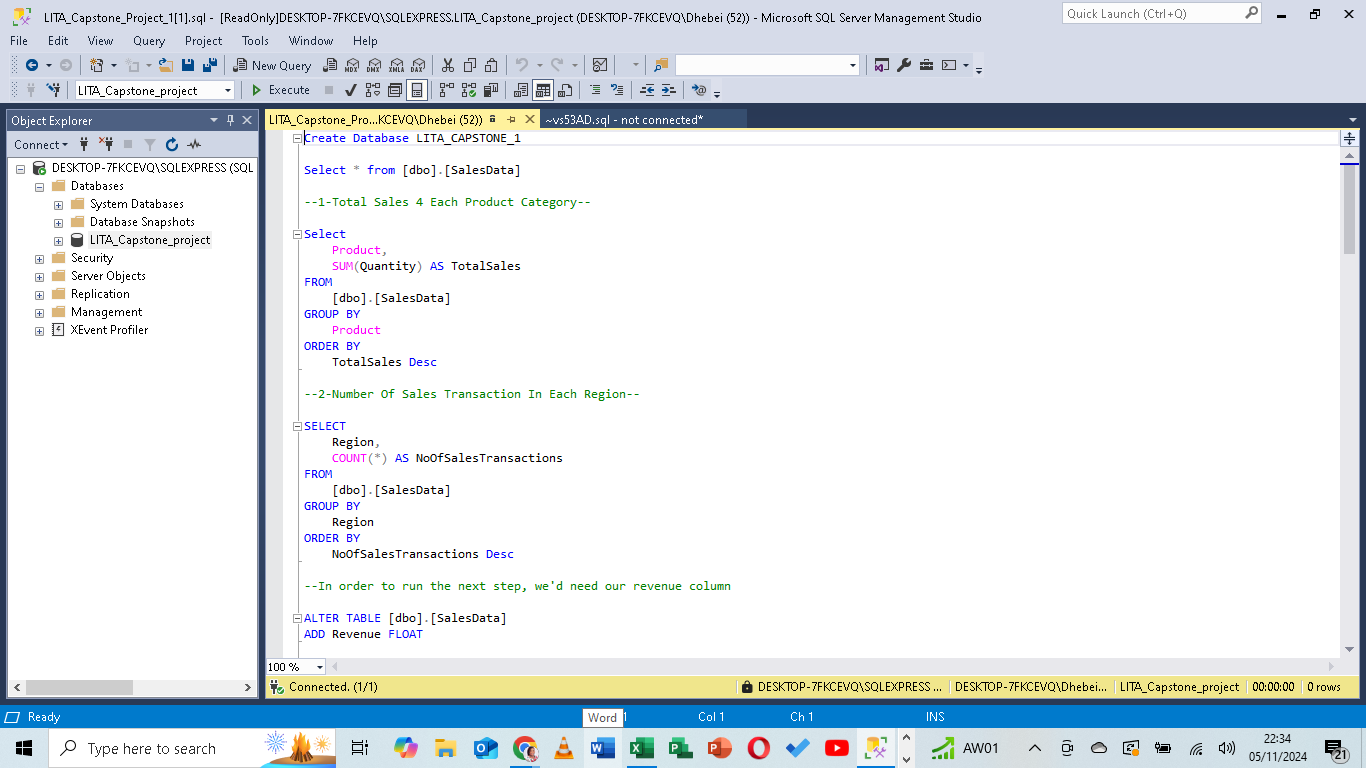 LITA_Capstone_Project_1[1].sql - [ReadOnly]DESKTOP-7FKCEVQ\SQLEXPRESS.LITA_Capstone_project (DESKTOP-7FKCEVQ\Dhebei (52)) - Microsoft SQL Server Management Studio
Quick Launch (Ctrl+Q)
File Edit View Query Project Tools Window Help
New Query
MDX DMX XMLA DAX
LITA_Capstone_project Execute
Object Explorer
LITA_Capstone_Pro...KCEVQ\Dhebei (52)) ~vs53AD.sql - not connected*
Connect
DESKTOP-7FKCEVQ\SQLEXPRESS (SQL
Databases
System Databases
Database Snapshots
LITA_Capstone_project
Security
Server Objects
Replication
Management
XEvent Profiler
Create Database LITA_CAPSTONE_1
Select * from [dbo].[SalesData]
--1-Total Sales 4 Each Product Category--
Select
Product,
SUM(Quantity) AS TotalSales
FROM
[dbo].[SalesData]
GROUP BY
Product
ORDER BY
TotalSales Desc
--2-Number Of Sales Transaction In Each Region--
SELECT
Region,
COUNT(*) AS NoOfSalesTransactions
FROM
[dbo].[SalesData]
GROUP BY
Region
ORDER BY
NoOfSalesTransactions Desc
--In order to run the next step, we'd need our revenue column
ALTER TABLE [dbo].[SalesData]
ADD Revenue FLOAT
100 %
Connected. (1/1) DESKTOP-7FKCEVQ\SQLEXPRESS ... DESKTOP-7FKCEVQ\Dhebei... LITA_Capstone_project 00:00:00 0 rows
Ready 1 Col 1 Ch 1 INS
Word
Type here to search
AW01
22:34
05/11/2024
21